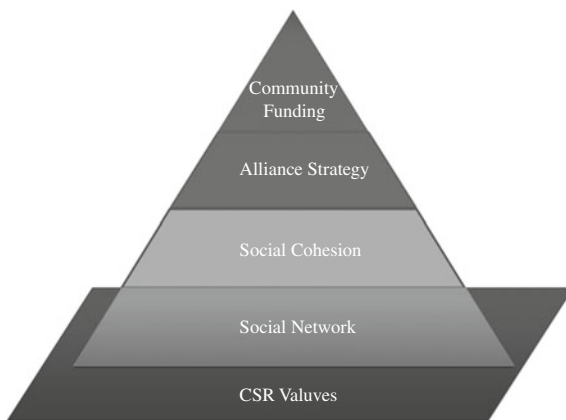 Community
Funding
Alliance Strategy
Social Cohesion
Social Network
CSR Valuves